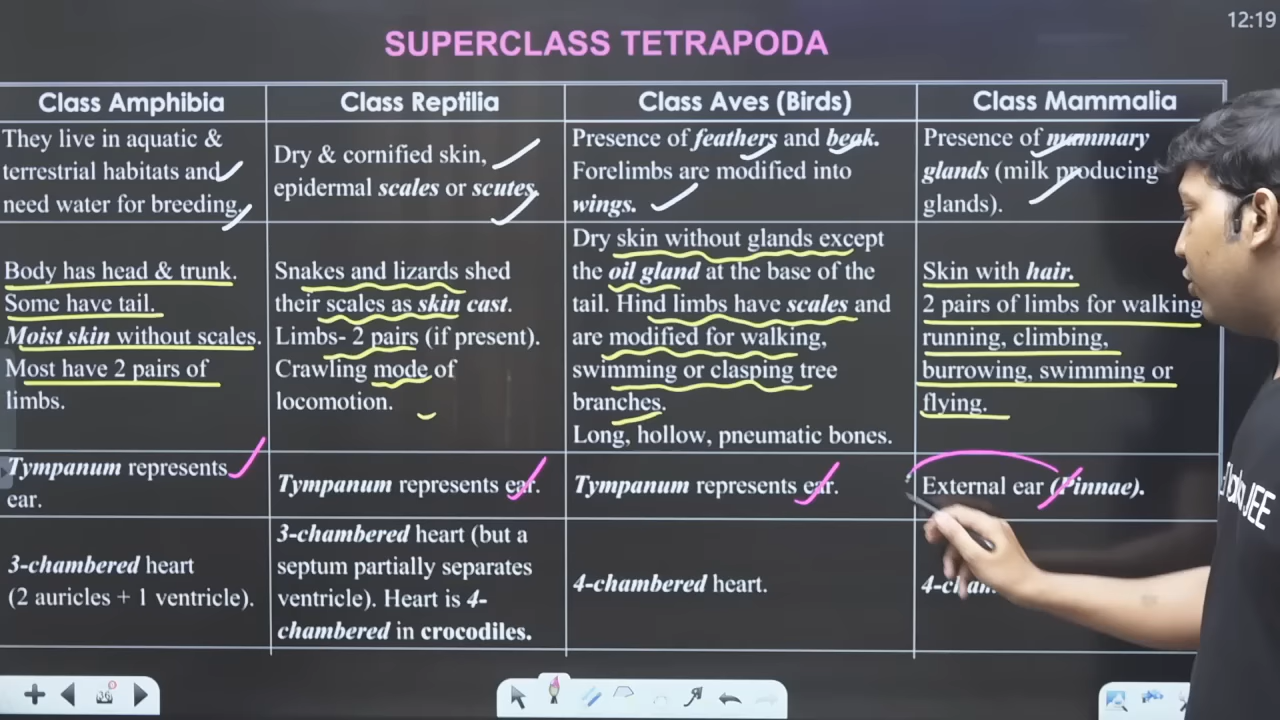 12:19
SUPERCLASS TETRAPODA
Class Amphibia
Class Reptilia
Class Aves (Birds)
Class Mammalia
They live in aquatic &
terrestrial habitats and
need water for breeding.
Dry & cornified skin,
epidermal scales or scutes.
Presence of feathers and beak.
Forelimbs are modified into
wings.
Presence of mammary
glands (milk producing
glands).
Body has head & trunk.
Some have tail.
Moist skin without scales.
Most have 2 pairs of
limbs.
Snakes and lizards shed
their scales as skin cast.
Limbs- 2 pairs (if present).
Crawling mode of
locomotion.
Dry skin without glands except
the oil gland at the base of the
tail. Hind limbs have scales and
are modified for walking,
swimming or clasping tree
branches.
Long, hollow, pneumatic bones.
Skin with hair.
2 pairs of limbs for walking
running, climbing,
burrowing, swimming or
flying.
Tympanum represents
ear.
Tympanum represents ear.
Tympanum represents ear.
External ear (Pinnae).
3-chambered heart
(2 auricles + 1 ventricle).
3-chambered heart (but a
septum partially separates
ventricle). Heart is 4-
chambered in crocodiles.
4-chambered heart.
JEE